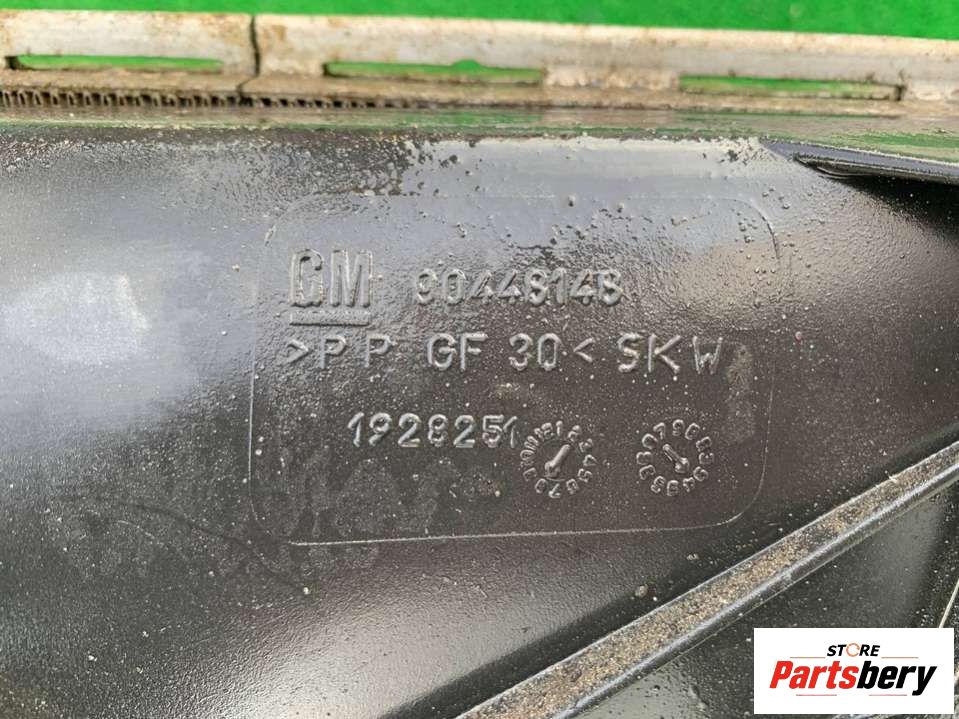 GM 90448148
>PP GF 30< SKW
1928251
STORE
Partsbery